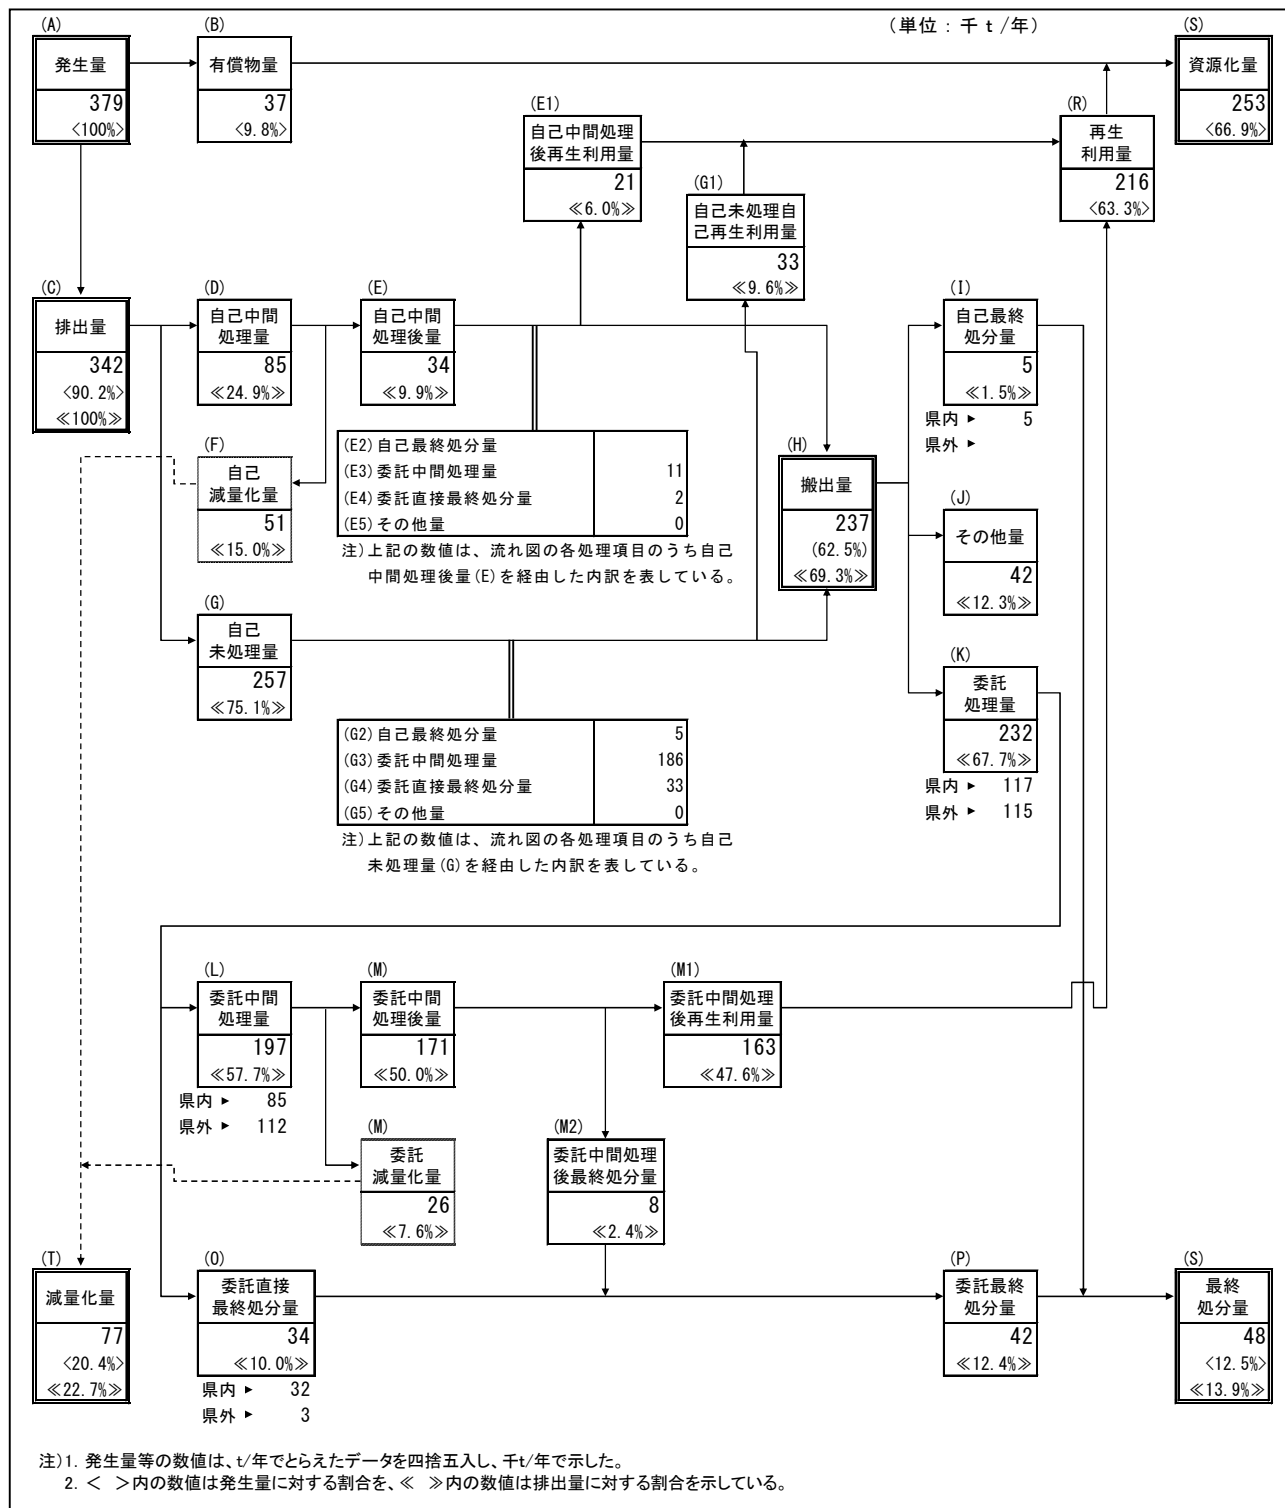 (単位：千ｔ/年)
(A)
発生量
379
<100%>
(B)
有償物量
37
<9.8%>
(S)
資源化量
253
<66.9%>
(E1)
自己中間処理
後再生利用量
21
≪6.0%≫
(R)
再生
利用量
216
<63.3%>
(G1)
自己未処理自
己再生利用量
33
≪9.6%≫
(C)
排出量
342
<90.2%>
≪100%≫
(D)
自己中間
処理量
85
≪24.9%≫
(E)
自己中間
処理後量
34
≪9.9%≫
(I)
自己最終
処分量
5
≪1.5%≫
県内 ► 5
県外 ►
(F)
自己
減量化量
51
≪15.0%≫
(E2)自己最終処分量
(E3)委託中間処理量 11
(E4)委託直接最終処分量 2
(E5)その他量 0
注)上記の数値は、流れ図の各処理項目のうち自己
中間処理後量(E)を経由した内訳を表している。
(H)
搬出量
237
(62.5%)
≪69.3%≫
(J)
その他量
42
≪12.3%≫
(G)
自己
未処理量
257
≪75.1%≫
(K)
委託
処理量
232
≪67.7%≫
県内 ► 117
県外 ► 115
(G2)自己最終処分量 5
(G3)委託中間処理量 186
(G4)委託直接最終処分量 33
(G5)その他量 0
注)上記の数値は、流れ図の各処理項目のうち自己
未処理量(G)を経由した内訳を表している。
(L)
委託中間
処理量
197
≪57.7%≫
県内 ► 85
県外 ► 112
(M)
委託中間
処理後量
171
≪50.0%≫
(M1)
委託中間処理
後再生利用量
163
≪47.6%≫
(M)
委託
減量化量
26
≪7.6%≫
(M2)
委託中間処理
後最終処分量
8
≪2.4%≫
(T)
減量化量
77
<20.4%>
≪22.7%≫
(O)
委託直接
最終処分量
34
≪10.0%≫
県内 ► 32
県外 ► 3
(P)
委託最終
処分量
42
≪12.4%≫
(S)
最終
処分量
48
<12.5%>
≪13.9%≫
注)1. 発生量等の数値は、t/年でとらえたデータを四捨五入し、千t/年で示した。
2. ＜　＞内の数値は発生量に対する割合を、≪　≫内の数値は排出量に対する割合を示している。